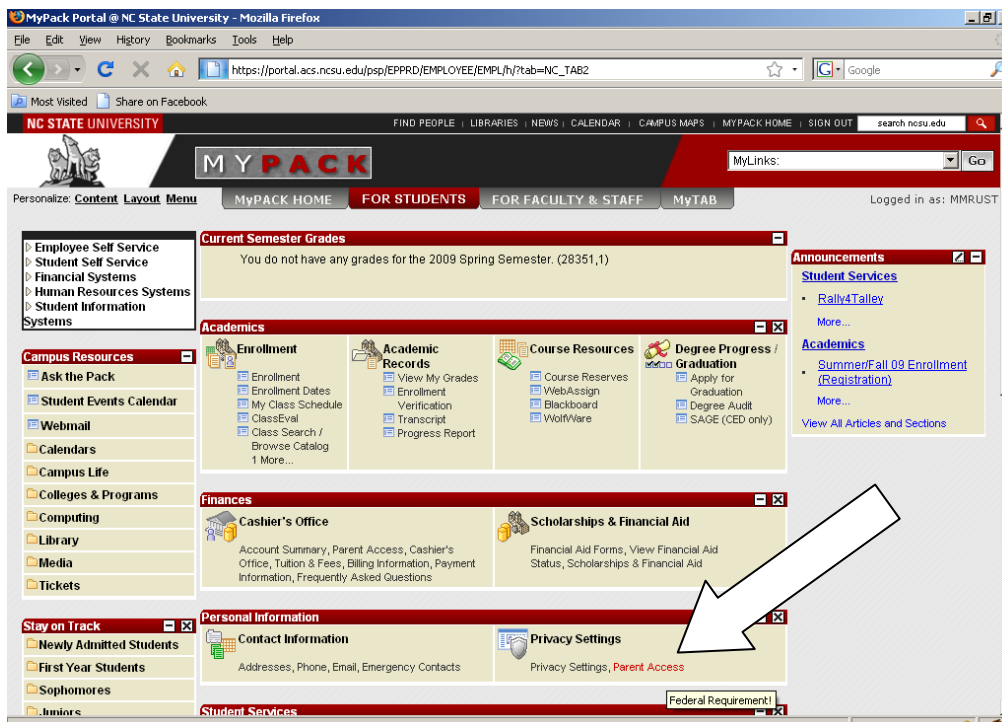 MyPack Portal @ NC State University - Mozilla Firefox
File Edit View History Bookmarks Tools Help
https://portal.acs.ncsu.edu/psp/EPPRD/EMPLOYEE/EMPL/h/?tab=NC_TAB2
G Google
Most Visited Share on Facebook
NC STATE UNIVERSITY FIND PEOPLE | LIBRARIES | NEWS | CALENDAR | CAMPUS MAPS | MYPACK HOME | SIGN OUT search ncsu.edu
MY PACK
MyLinks: Go
Personalize: Content Layout Menu
MyPACK HOME FOR STUDENTS FOR FACULTY & STAFF MyTAB
Logged in as: MMRUST
Employee Self Service
Student Self Service
Financial Systems
Human Resources Systems
Student Information
Systems
Campus Resources
Ask the Pack
Student Events Calendar
Webmail
Calendars
Campus Life
Colleges & Programs
Computing
Library
Media
Tickets
Stay on Track
Newly Admitted Students
First Year Students
Sophomores
Juniors
Current Semester Grades
You do not have any grades for the 2009 Spring Semester. (28351,1)
Academics
Enrollment
Enrollment
Enrollment Dates
My Class Schedule
ClassEval
Class Search /
Browse Catalog
1 More...
Academic
Records
View My Grades
Enrollment
Verification
Transcript
Progress Report
Course Resources
Course Reserves
WebAssign
Blackboard
WolfWare
Degree Progress /
Graduation
Apply for
Graduation
Degree Audit
SAGE (CED only)
Finances
Cashier's Office
Account Summary, Parent Access, Cashier's
Office, Tuition & Fees, Billing Information, Payment
Information, Frequently Asked Questions
Scholarships & Financial Aid
Financial Aid Forms, View Financial Aid
Status, Scholarships & Financial Aid
Personal Information
Contact Information
Addresses, Phone, Email, Emergency Contacts
Privacy Settings
Privacy Settings, Parent Access
Federal Requirement!
Student Services
Announcements
Student Services
Rally4Talley
More...
Academics
Summer/Fall 09 Enrollment
(Registration)
More...
View All Articles and Sections